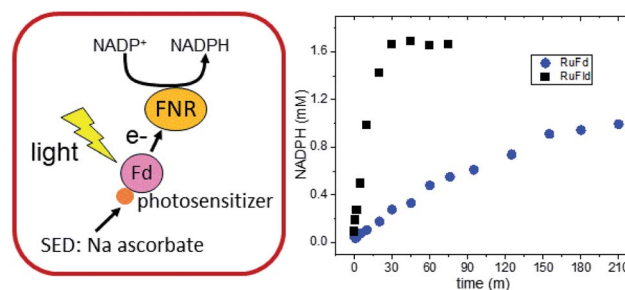 NADP⁺ NADPH
FNR
e-
light
Fd
photosensitizer
SED: Na ascorbate
1.6
1.2
0.8
0.4
0.0
NADPH (mM)
RuFd
RuFld
0 30 60 90 120 150 180 210
time (m)